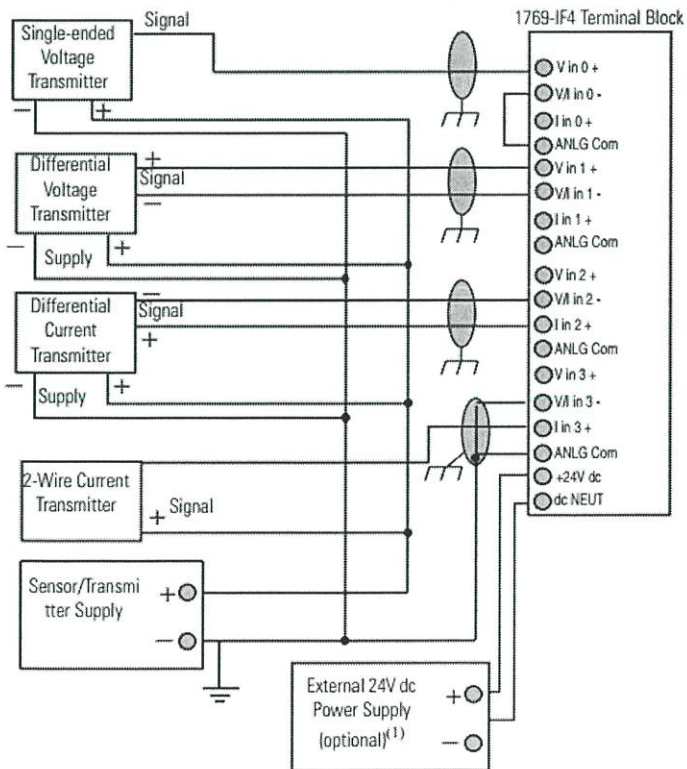 Signal
1769-IF4 Terminal Block
Single-ended
Voltage
Transmitter
— +
V in 0 +
V/I in 0 -
I in 0 +
ANLG Com
Differential
Voltage
Transmitter
+
Signal
—
— Supply +
V in 1 +
V/I in 1 -
I in 1 +
ANLG Com
Differential
Current
Transmitter
—
Signal
+
— Supply +
V in 2 +
V/I in 2 -
I in 2 +
ANLG Com
V in 3 +
V/I in 3 -
I in 3 +
ANLG Com
+24V dc
dc NEUT
2-Wire Current
Transmitter
+ Signal
Sensor/Transmi
tter Supply
+
—
External 24V dc
Power Supply
(optional)(1)
+
—